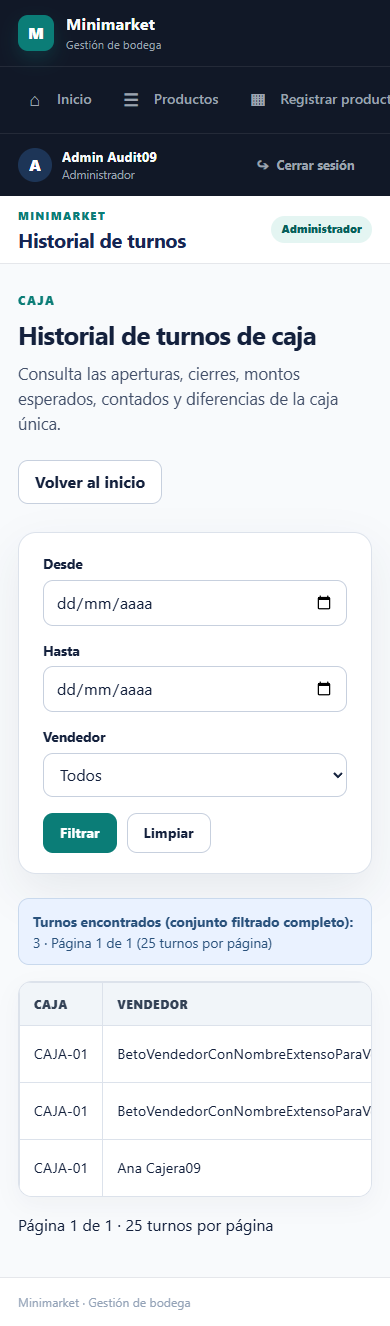 M
Minimarket
Gestión de bodega
Inicio
Productos
Registrar product
A
Admin Audit09
Administrador
Cerrar sesión
MINIMARKET
Historial de turnos
Administrador
CAJA
Historial de turnos de caja
Consulta las aperturas, cierres, montos
esperados, contados y diferencias de la caja
única.
Volver al inicio
Desde
dd/mm/aaaa
Hasta
dd/mm/aaaa
Vendedor
Todos
Filtrar
Limpiar
Turnos encontrados (conjunto filtrado completo):
3 · Página 1 de 1 (25 turnos por página)
CAJA VENDEDOR
CAJA-01 BetoVendedorConNombreExtensoParaV
CAJA-01 BetoVendedorConNombreExtensoParaV
CAJA-01 Ana Cajera09
Página 1 de 1 · 25 turnos por página
Minimarket · Gestión de bodega